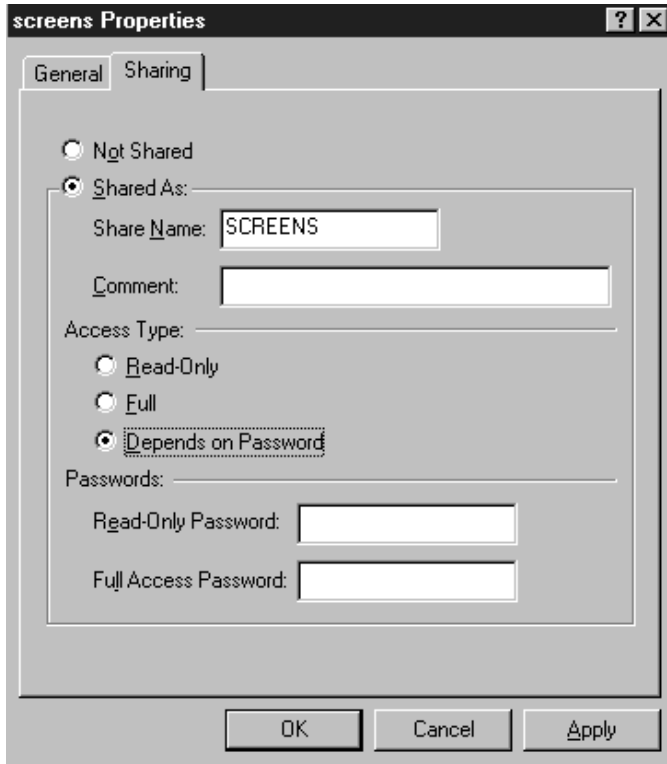 screens Properties
General Sharing
Not Shared
Shared As:
Share Name: SCREENS
Comment:
Access Type:
Read-Only
Full
Depends on Password
Passwords:
Read-Only Password:
Full Access Password:
OK Cancel Apply